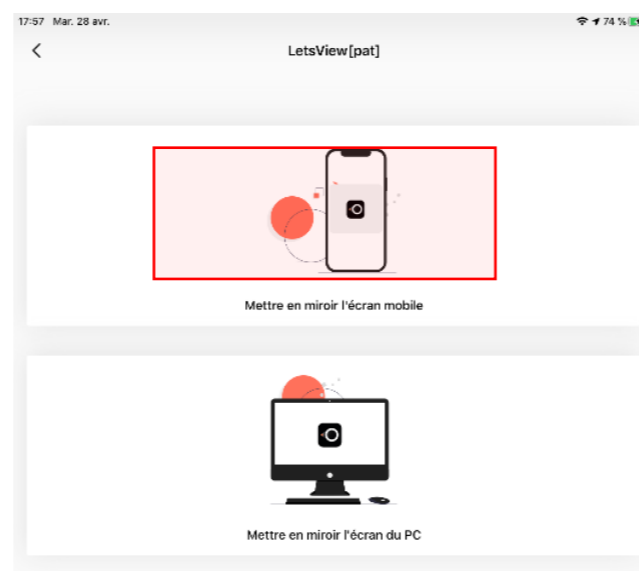 17:57 Mar. 28 avr. 74 %
LetsView[pat]
Mettre en miroir l'écran mobile
Mettre en miroir l'écran du PC